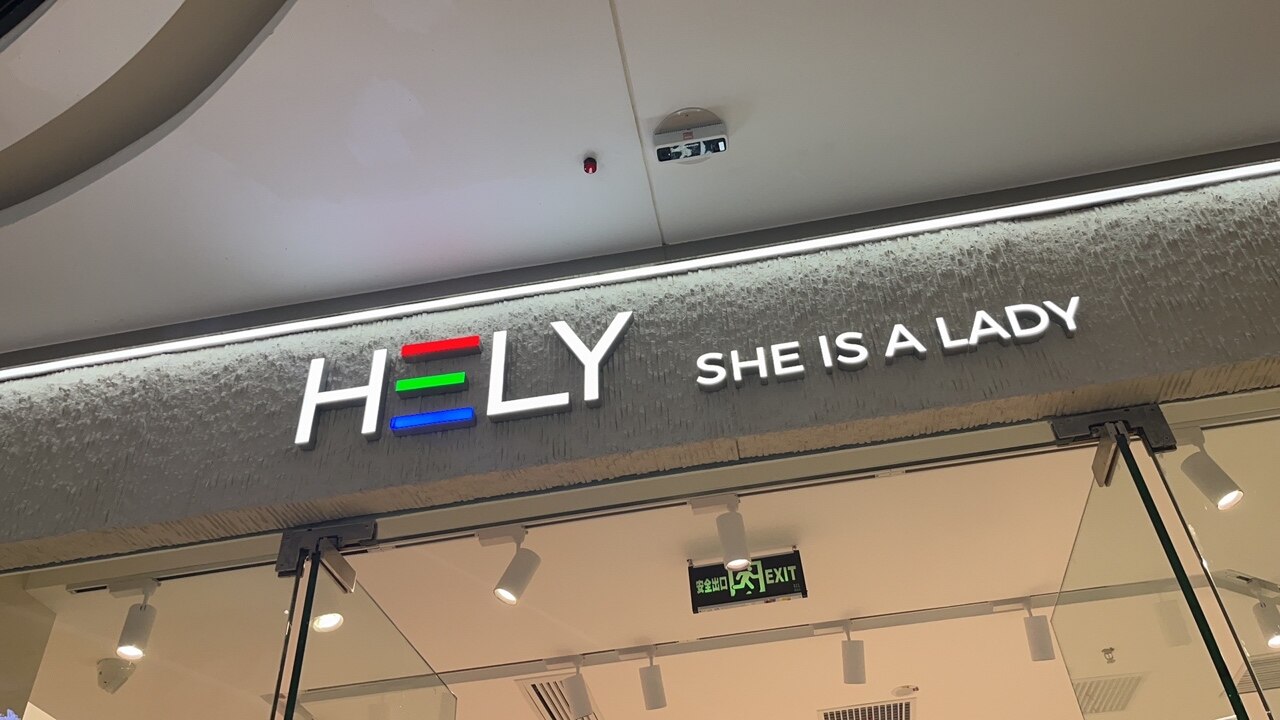 HELY SHE IS A LADY
安全出口 EXIT